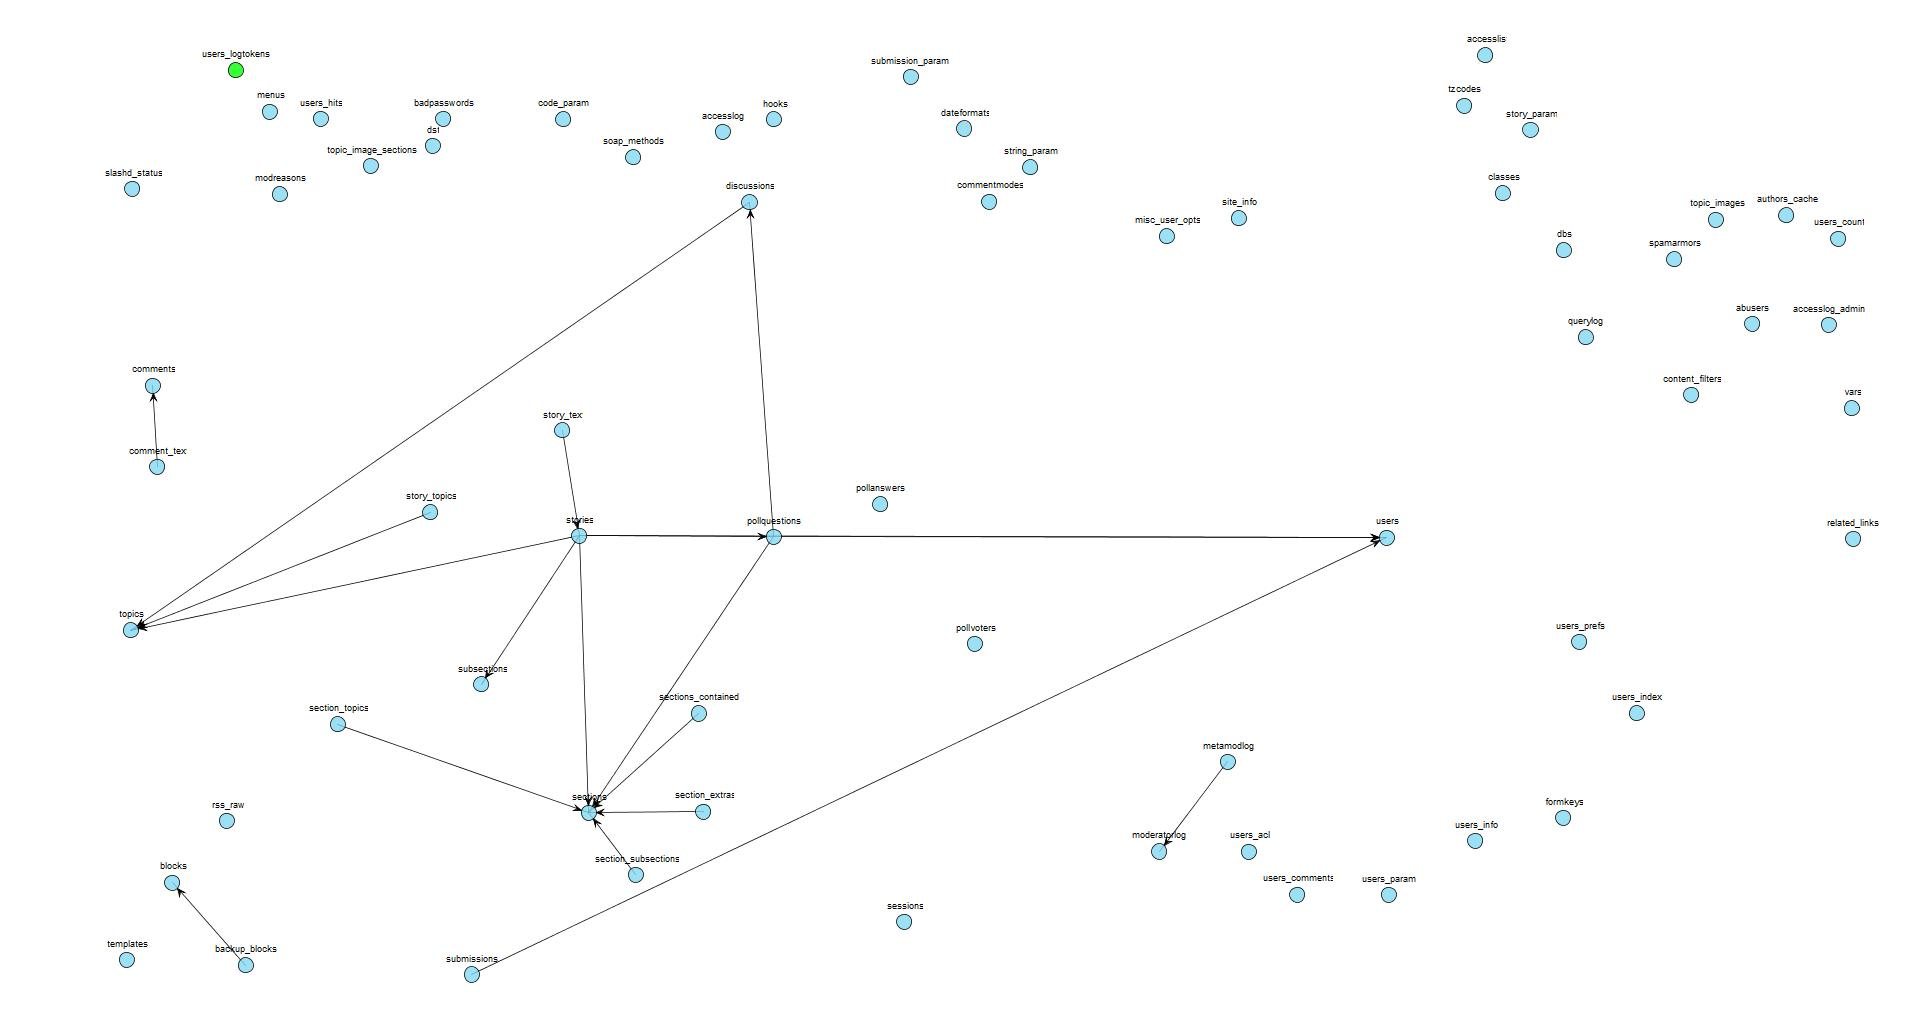 accesslis
users_logtokens
submission_param
tzcodes
menus
users_hits
badpasswords
code_param
hooks
accesslog
dateformats
story_param
dst
topic_image_sections
soap_methods
string_param
slashd_status
modreasons
discussions
commentmodes
classes
site_info
misc_user_opts
topic_images
authors_cache
users_count
dbs
spamarmors
abusers
accesslog_admin
querylog
comments
content_filters
vars
story_tex
comment_tex
story_topics
pollanswers
stories
pollquestions
users
related_links
topics
pollvoters
users_prefs
subsections
sections_contained
users_index
section_topics
metamodlog
sections
section_extras
rss_raw
formkeys
users_info
moderatorlog
users_acl
section_subsections
blocks
users_comments
users_param
sessions
templates
backup_blocks
submissions